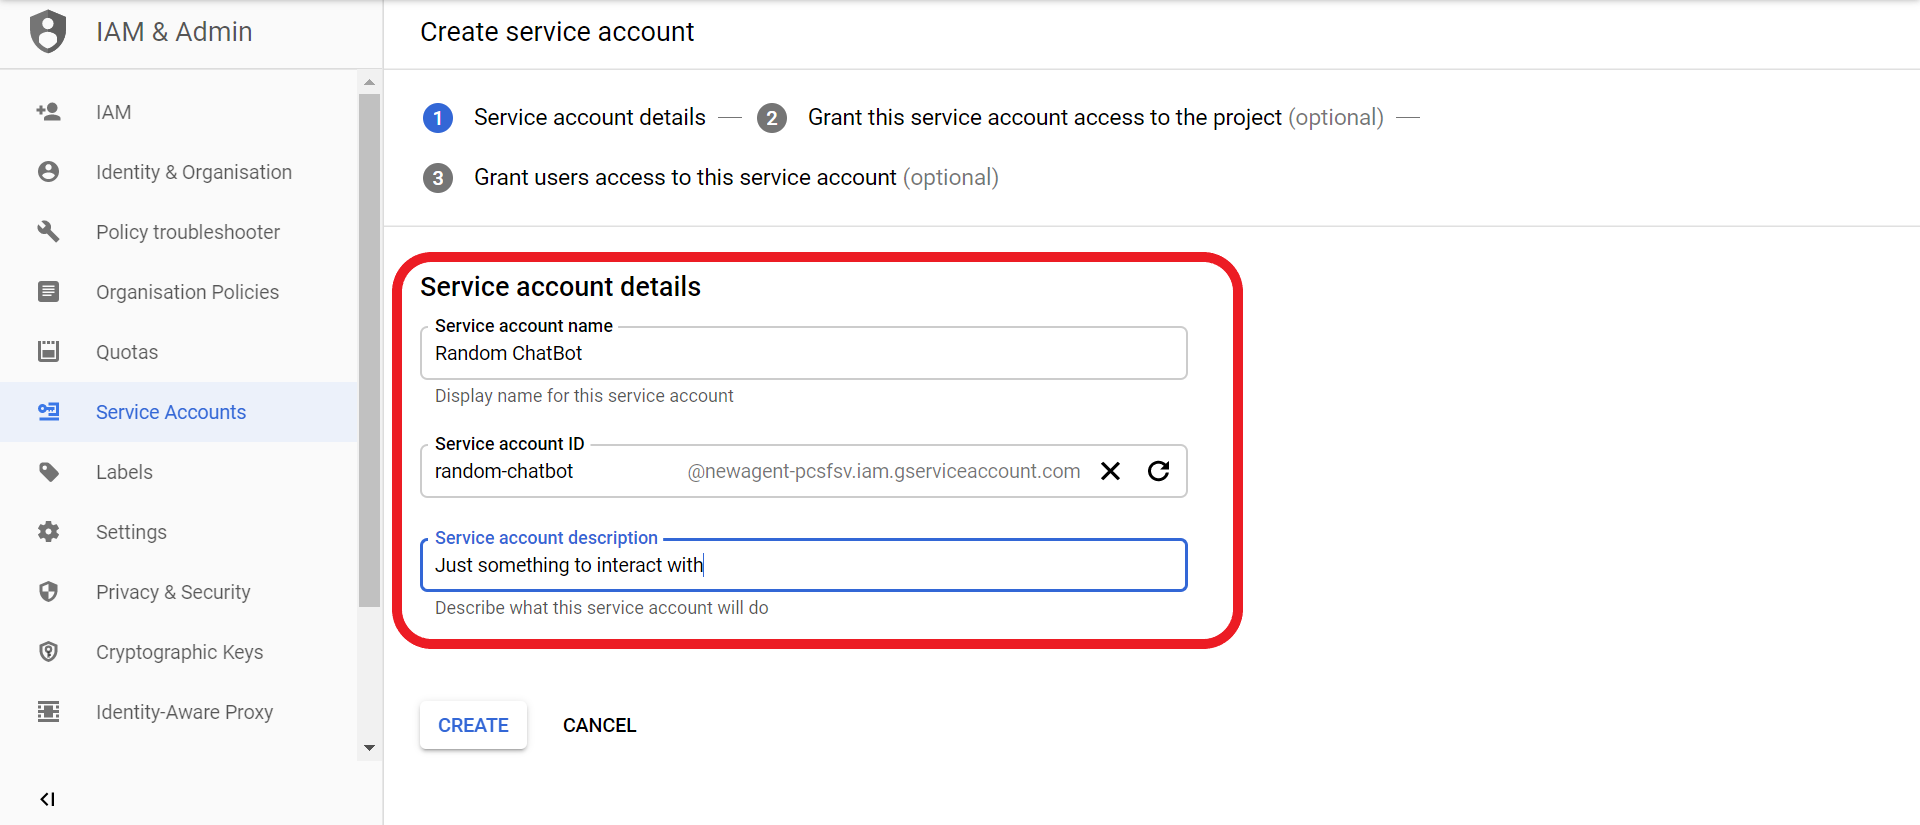 IAM & Admin
IAM
Identity & Organisation
Policy troubleshooter
Organisation Policies
Quotas
Service Accounts
Labels
Settings
Privacy & Security
Cryptographic Keys
Identity-Aware Proxy
Create service account
1 Service account details — 2 Grant this service account access to the project (optional) —
3 Grant users access to this service account (optional)
Service account details
Service account name
Random ChatBot
Display name for this service account
Service account ID
random-chatbot @newagent-pcsfsv.iam.gserviceaccount.com
Service account description
Just something to interact with
Describe what this service account will do
CREATE CANCEL